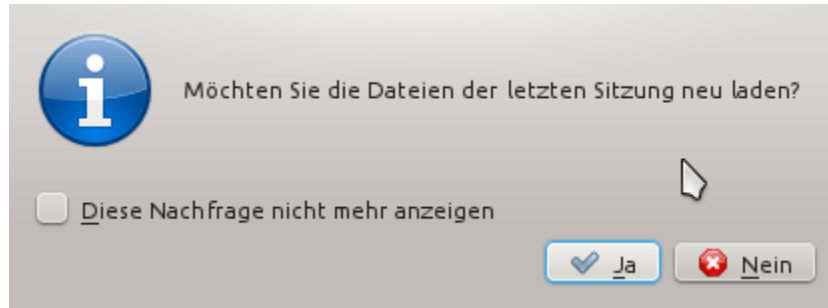 Möchten Sie die Dateien der letzten Sitzung neu laden?
Diese Nachfrage nicht mehr anzeigen
Ja
Nein